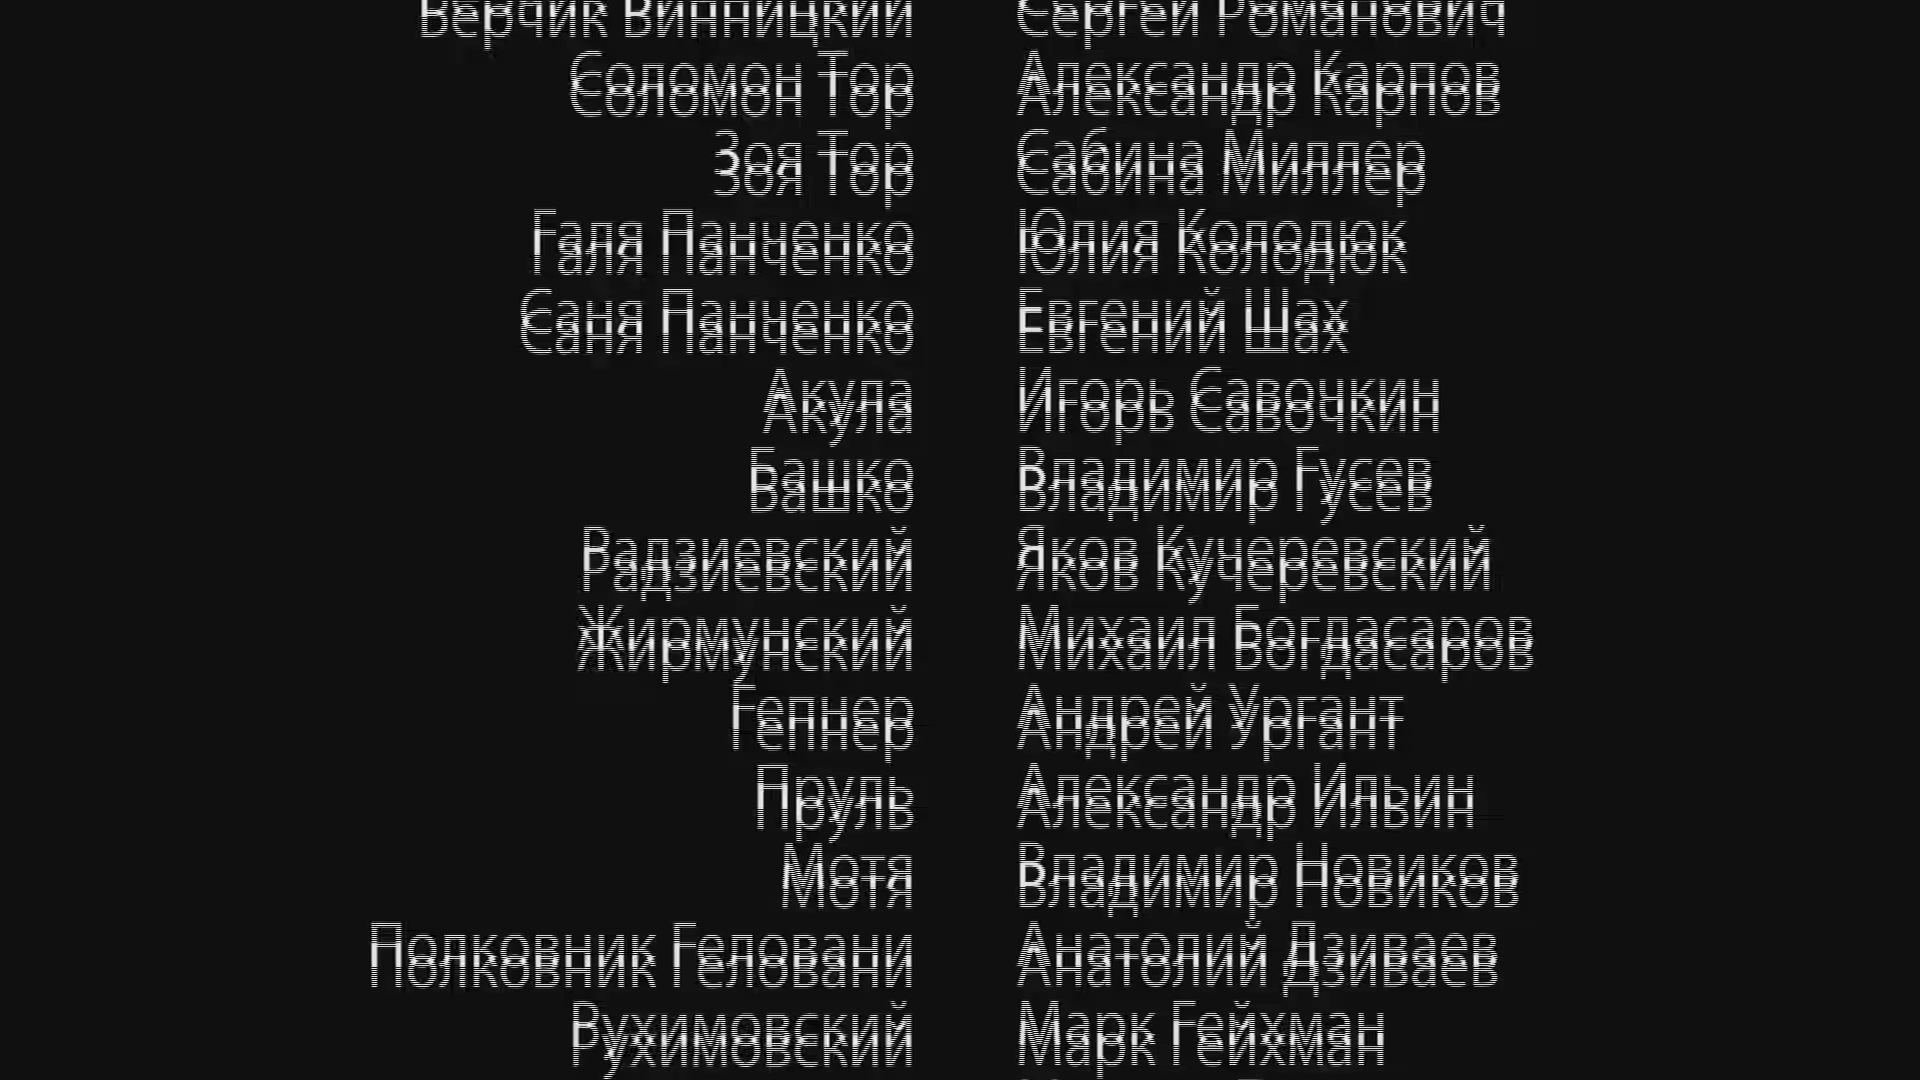 Верчик Винницкий Сергей Романович
Соломон Тор Александр Карпов
Зоя Тор Сабина Миллер
Галя Панченко Юлия Колодюк
Саня Панченко Евгений Шах
Акула Игорь Савочкин
Башко Владимир Гусев
Радзиевский Яков Кучеревский
Жирмунский Михаил Богдасаров
Гепнер Андрей Ургант
Пруль Александр Ильин
Мотя Владимир Новиков
Полковник Геловани Анатолий Дзиваев
Рухимовский Марк Гейхман